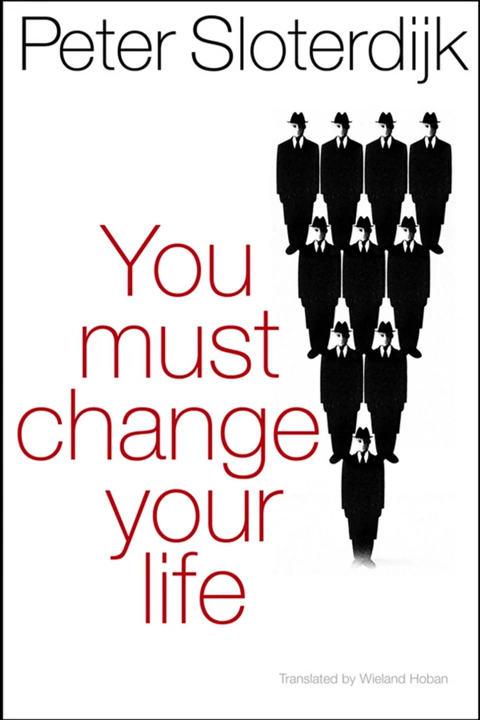 Peter Sloterdijk
You
must
change
your
life
Translated by Wieland Hoban